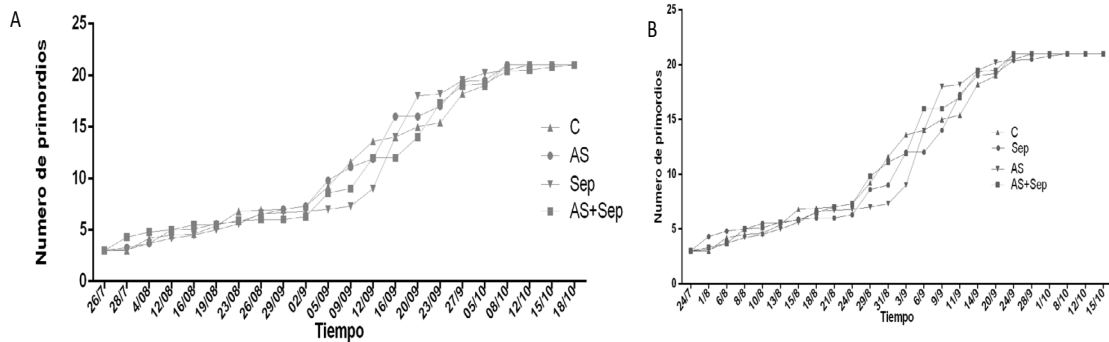 A
Numero de primordios
25
20
15
10
5
0
C
AS
Sep
AS+Sep
26/7 28/7 4/08 12/08 16/08 19/08 23/08 26/08 29/09 02/9 05/09 09/09 12/09 16/09 20/09 23/09 27/9 05/10 08/10 12/10 15/10 18/10
Tiempo
B
Numero de primordios
25
20
15
10
5
0
C
Sep
AS
AS+Sep
24/7 1/8 6/8 8/8 10/8 13/8 15/8 18/8 21/8 24/8 29/8 31/8 3/9 6/9 9/9 11/9 14/9 20/9 24/9 28/9 1/10 8/10 12/10 15/10
Tiempo